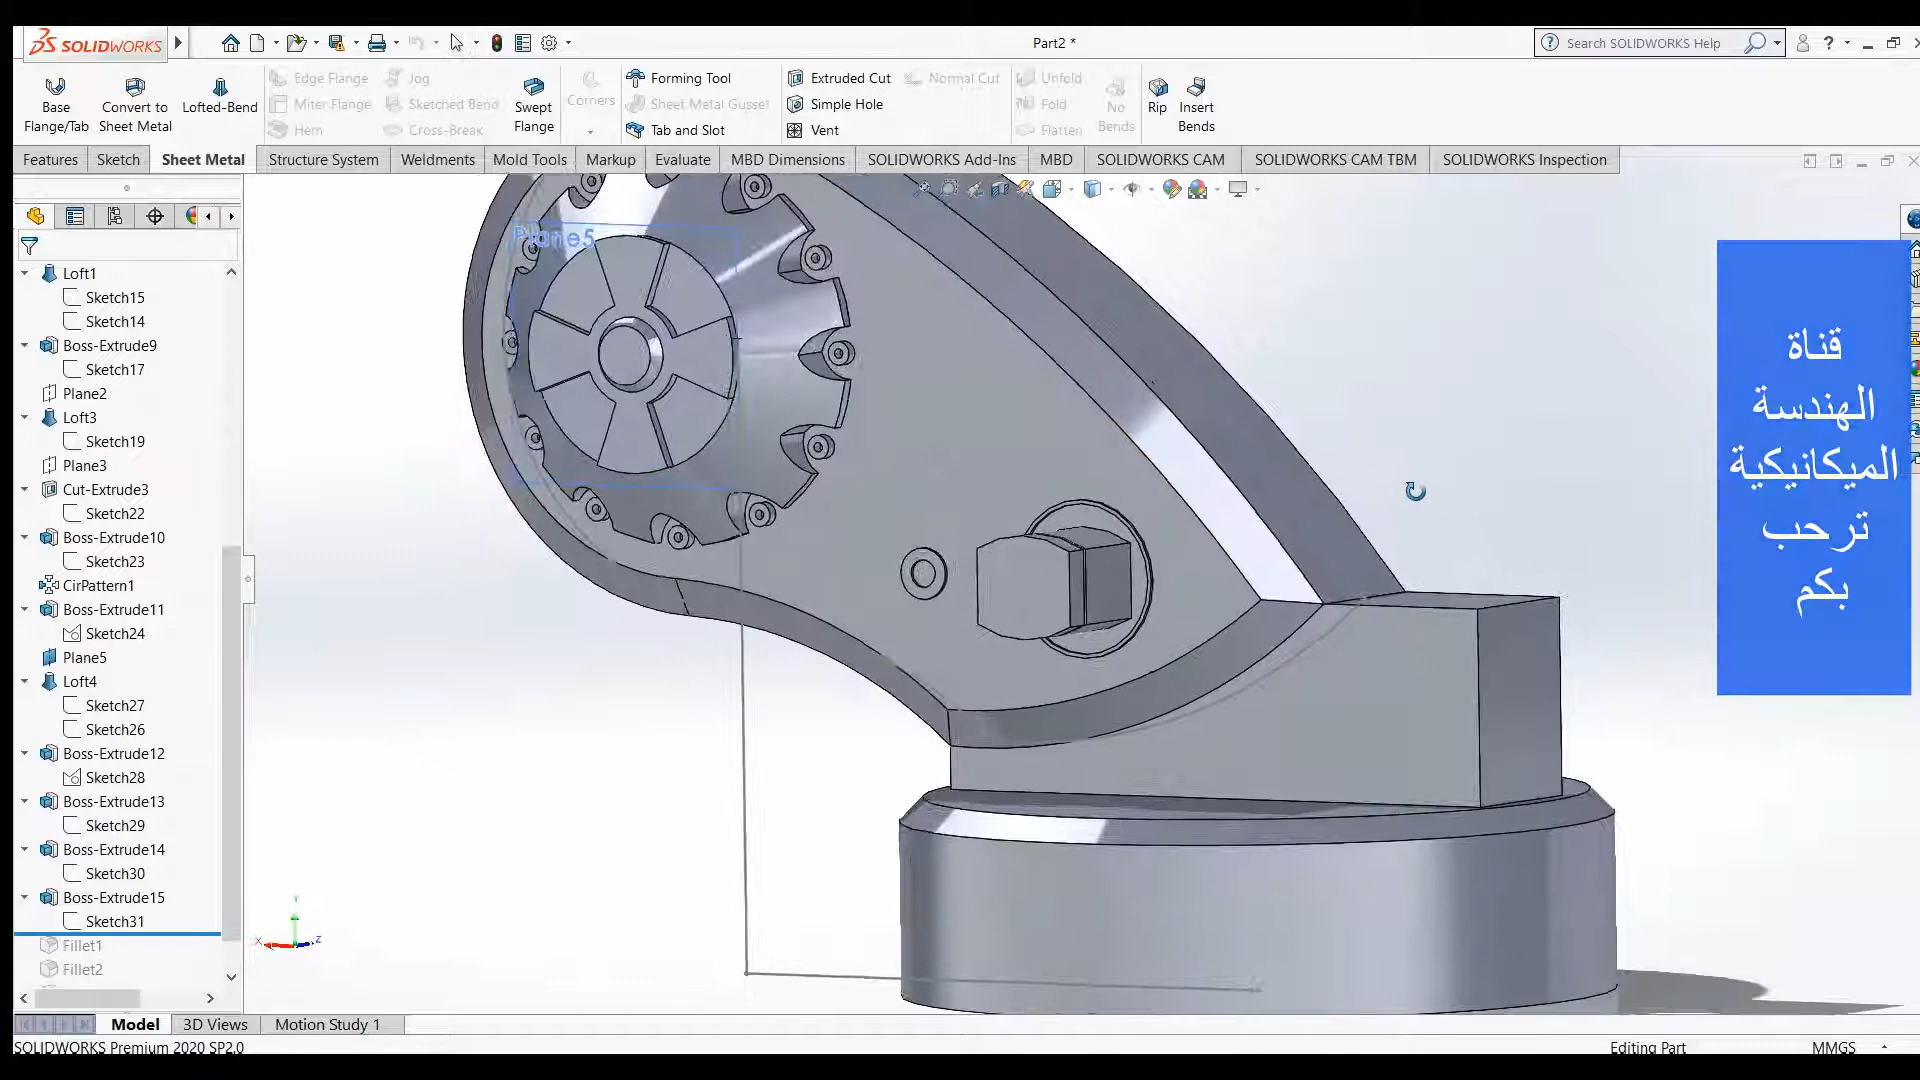 SOLIDWORKS
Part2 *
Search SOLIDWORKS Help
?
Base Flange/Tab
Convert to Sheet Metal
Lofted-Bend
Edge Flange
Miter Flange
Hem
Jog
Sketched Bend
Cross-Break
Swept Flange
Corners
Forming Tool
Sheet Metal Gusset
Tab and Slot
Extruded Cut
Simple Hole
Vent
Normal Cut
Unfold
Fold
Flatten
No Bends
Rip
Insert Bends
Features
Sketch
Sheet Metal
Structure System
Weldments
Mold Tools
Markup
Evaluate
MBD Dimensions
SOLIDWORKS Add-Ins
MBD
SOLIDWORKS CAM
SOLIDWORKS CAM TBM
SOLIDWORKS Inspection
Loft1
Sketch15
Sketch14
Boss-Extrude9
Sketch17
Plane2
Loft3
Sketch19
Plane3
Cut-Extrude3
Sketch22
Boss-Extrude10
Sketch23
CirPattern1
Boss-Extrude11
Sketch24
Plane5
Loft4
Sketch27
Sketch26
Boss-Extrude12
Sketch28
Boss-Extrude13
Sketch29
Boss-Extrude14
Sketch30
Boss-Extrude15
Sketch31
Fillet1
Fillet2
Plane5
Y
X
Z
قناة
الهندسة
الميكانيكية
ترحب
بكم
Model
3D Views
Motion Study 1
SOLIDWORKS Premium 2020 SP2.0
Editing Part
MMGS